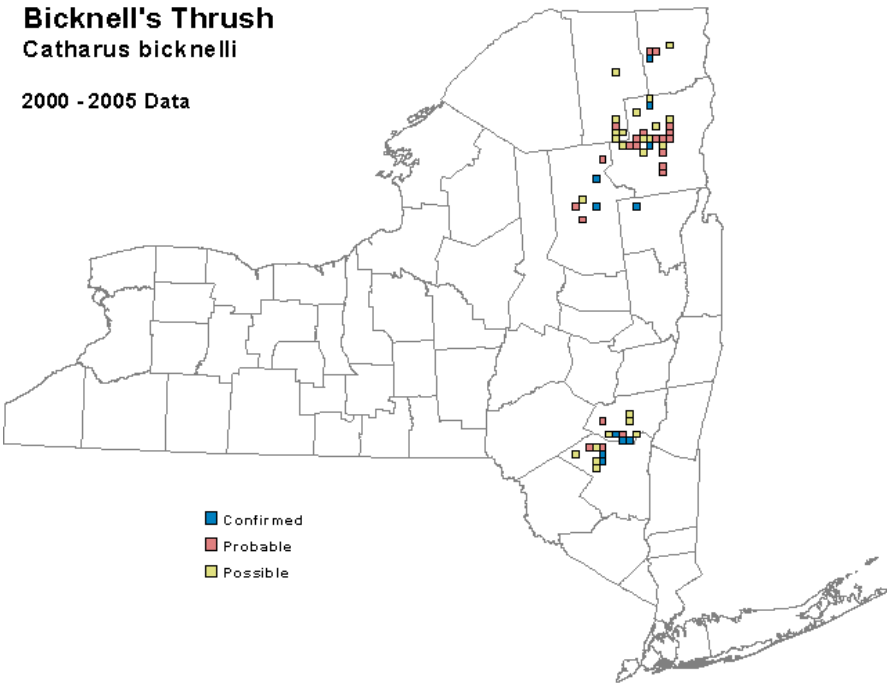 Bicknell's Thrush
Catharus bicknelli
2000 - 2005 Data
Confirmed
Probable
Possible